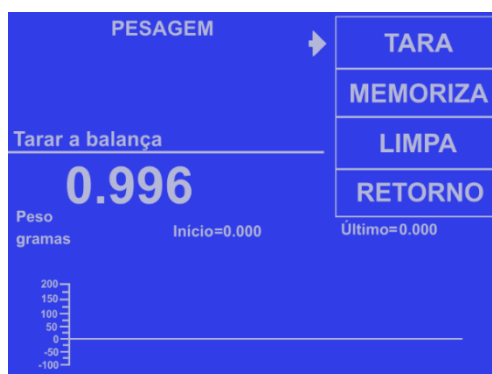 PESAGEM
TARA
MEMORIZA
Tarar a balança
LIMPA
0.996
RETORNO
Peso
gramas
Início=0.000
Último=0.000
200
150
100
50
0
-50
-100